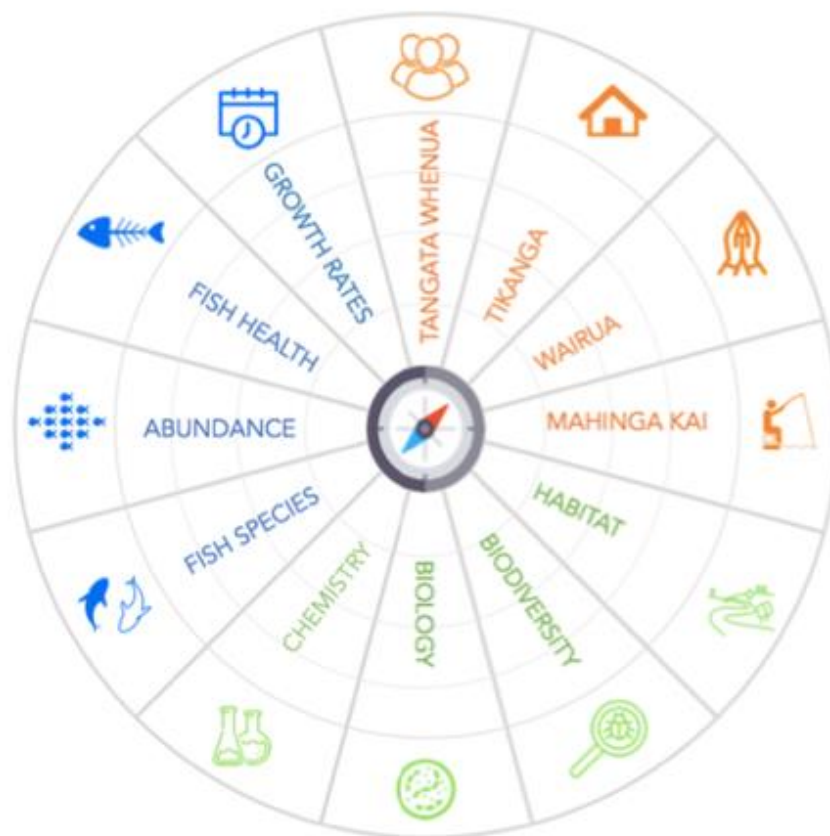 TANGATA WHENUA
TIKANGA
WAIRUA
MAHINGA KAI
HABITAT
BIODIVERSITY
BIOLOGY
CHEMISTRY
FISH SPECIES
ABUNDANCE
FISH HEALTH
GROWTH RATES